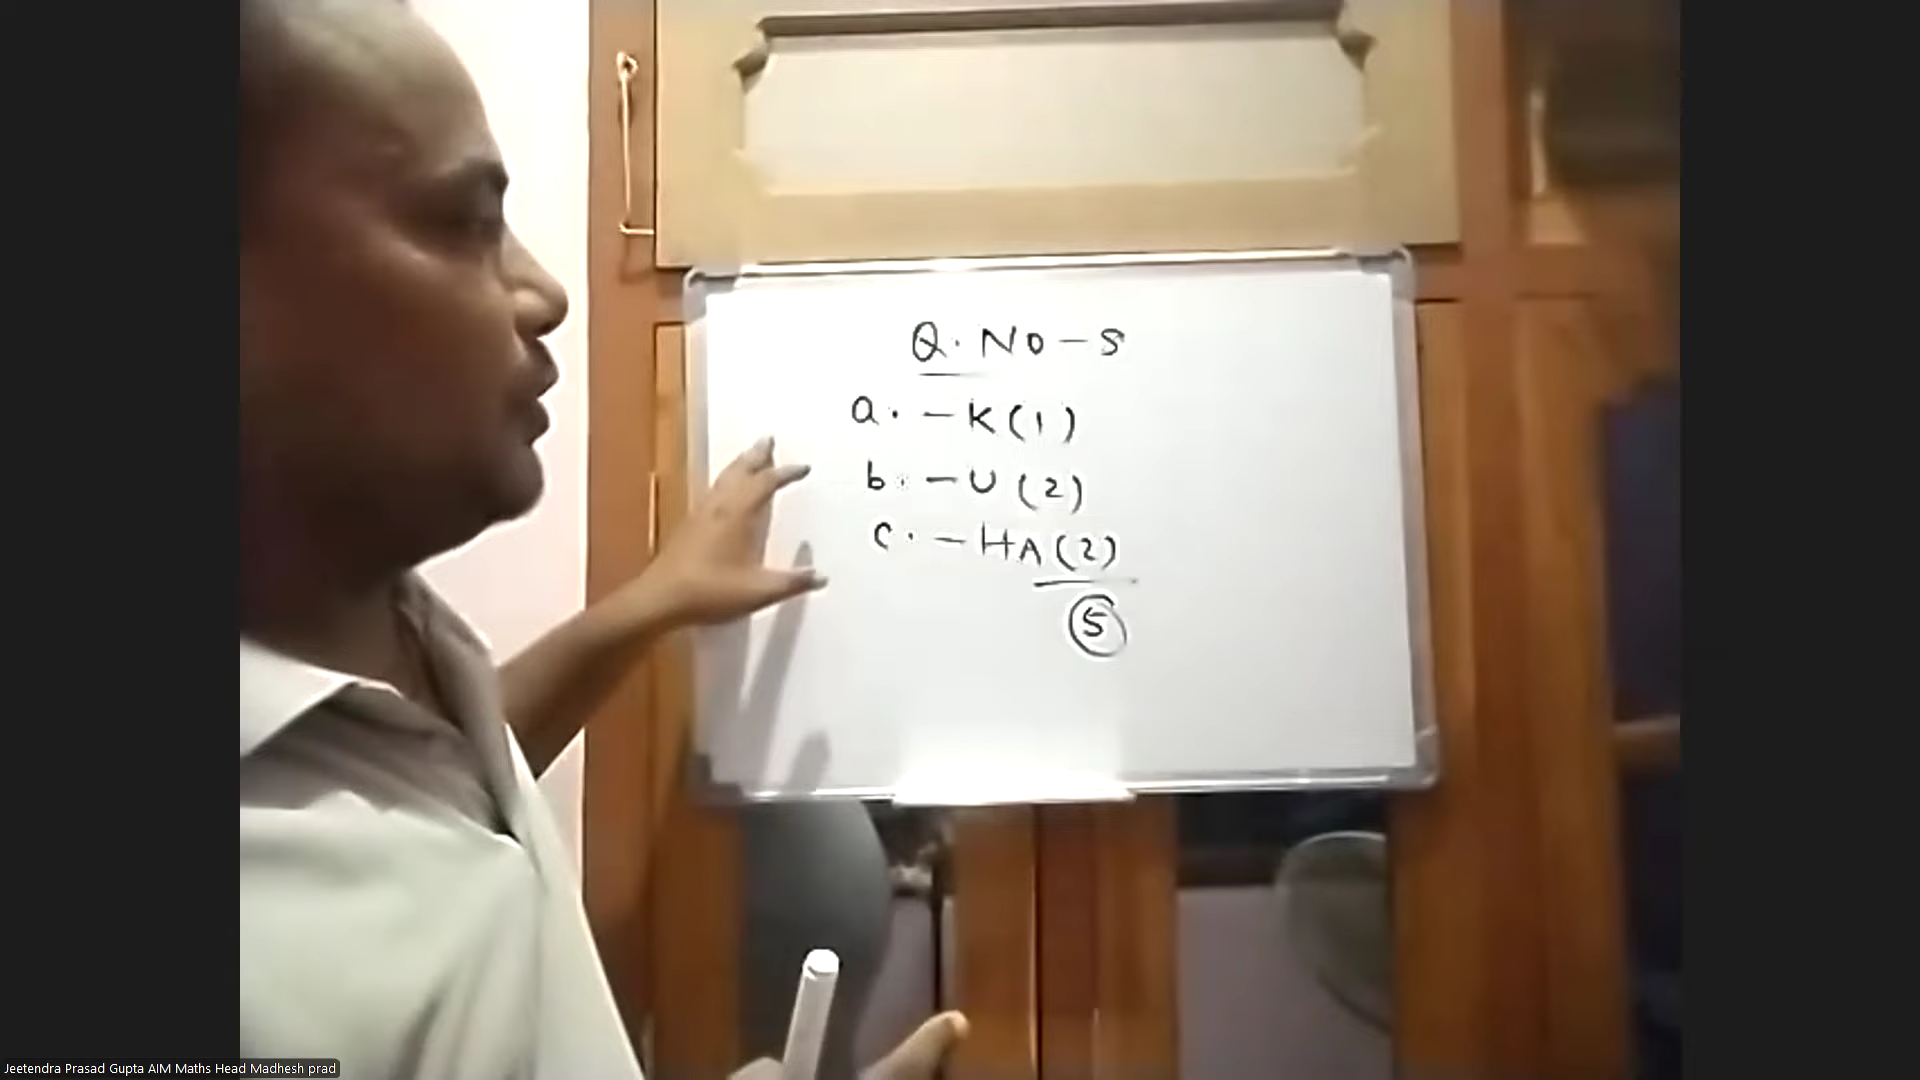 Q. No - 5
a. - K (1)
b. - U (2)
c. - HA (2)
5
Jeetendra Prasad Gupta AIM Maths Head Madhesh prad